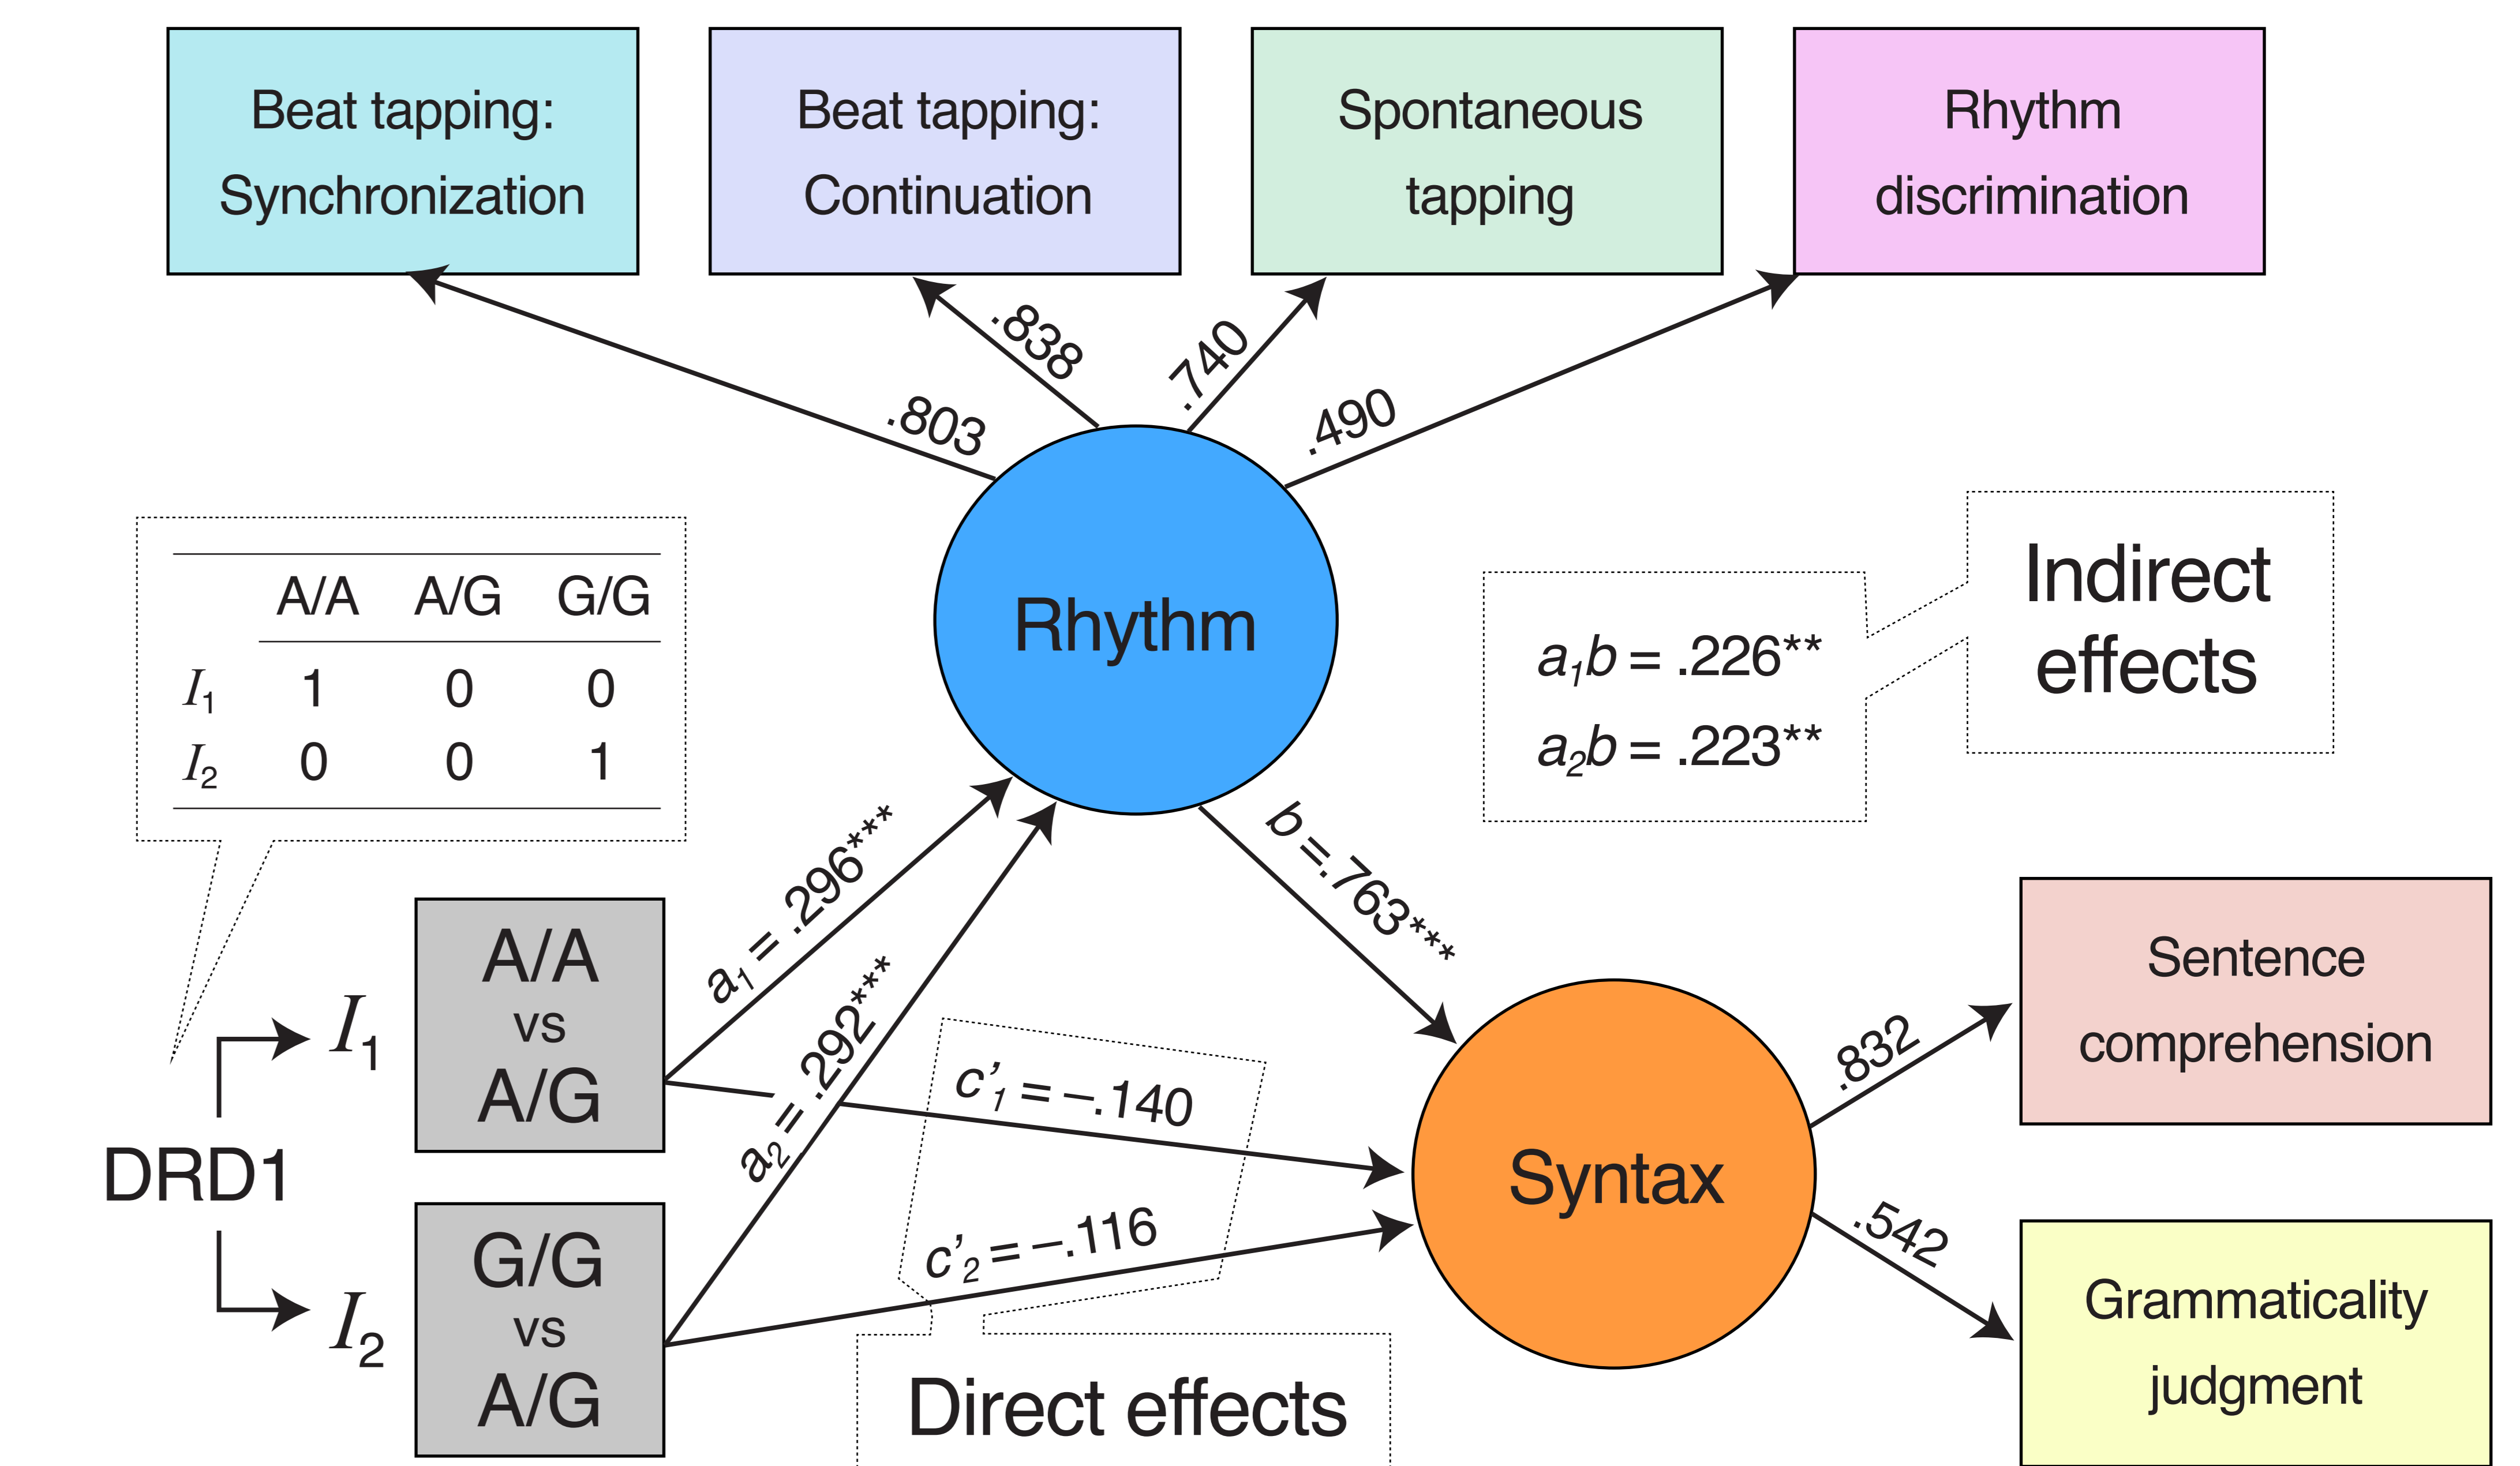 Beat tapping:
Synchronization
Beat tapping:
Continuation
Spontaneous
tapping
Rhythm
discrimination
.803
.838
.740
.490
Rhythm
A/A A/G G/G
I1 1 0 0
I2 0 0 1
a1b = .226**
a2b = .223**
Indirect
effects
a1 = .296***
a2 = .292**
b = .763***
DRD1
I1
A/A
vs
A/G
I2
G/G
vs
A/G
c’1 = –.140
c’2 = –.116
Direct effects
Syntax
.832
.542
Sentence
comprehension
Grammaticality
judgment